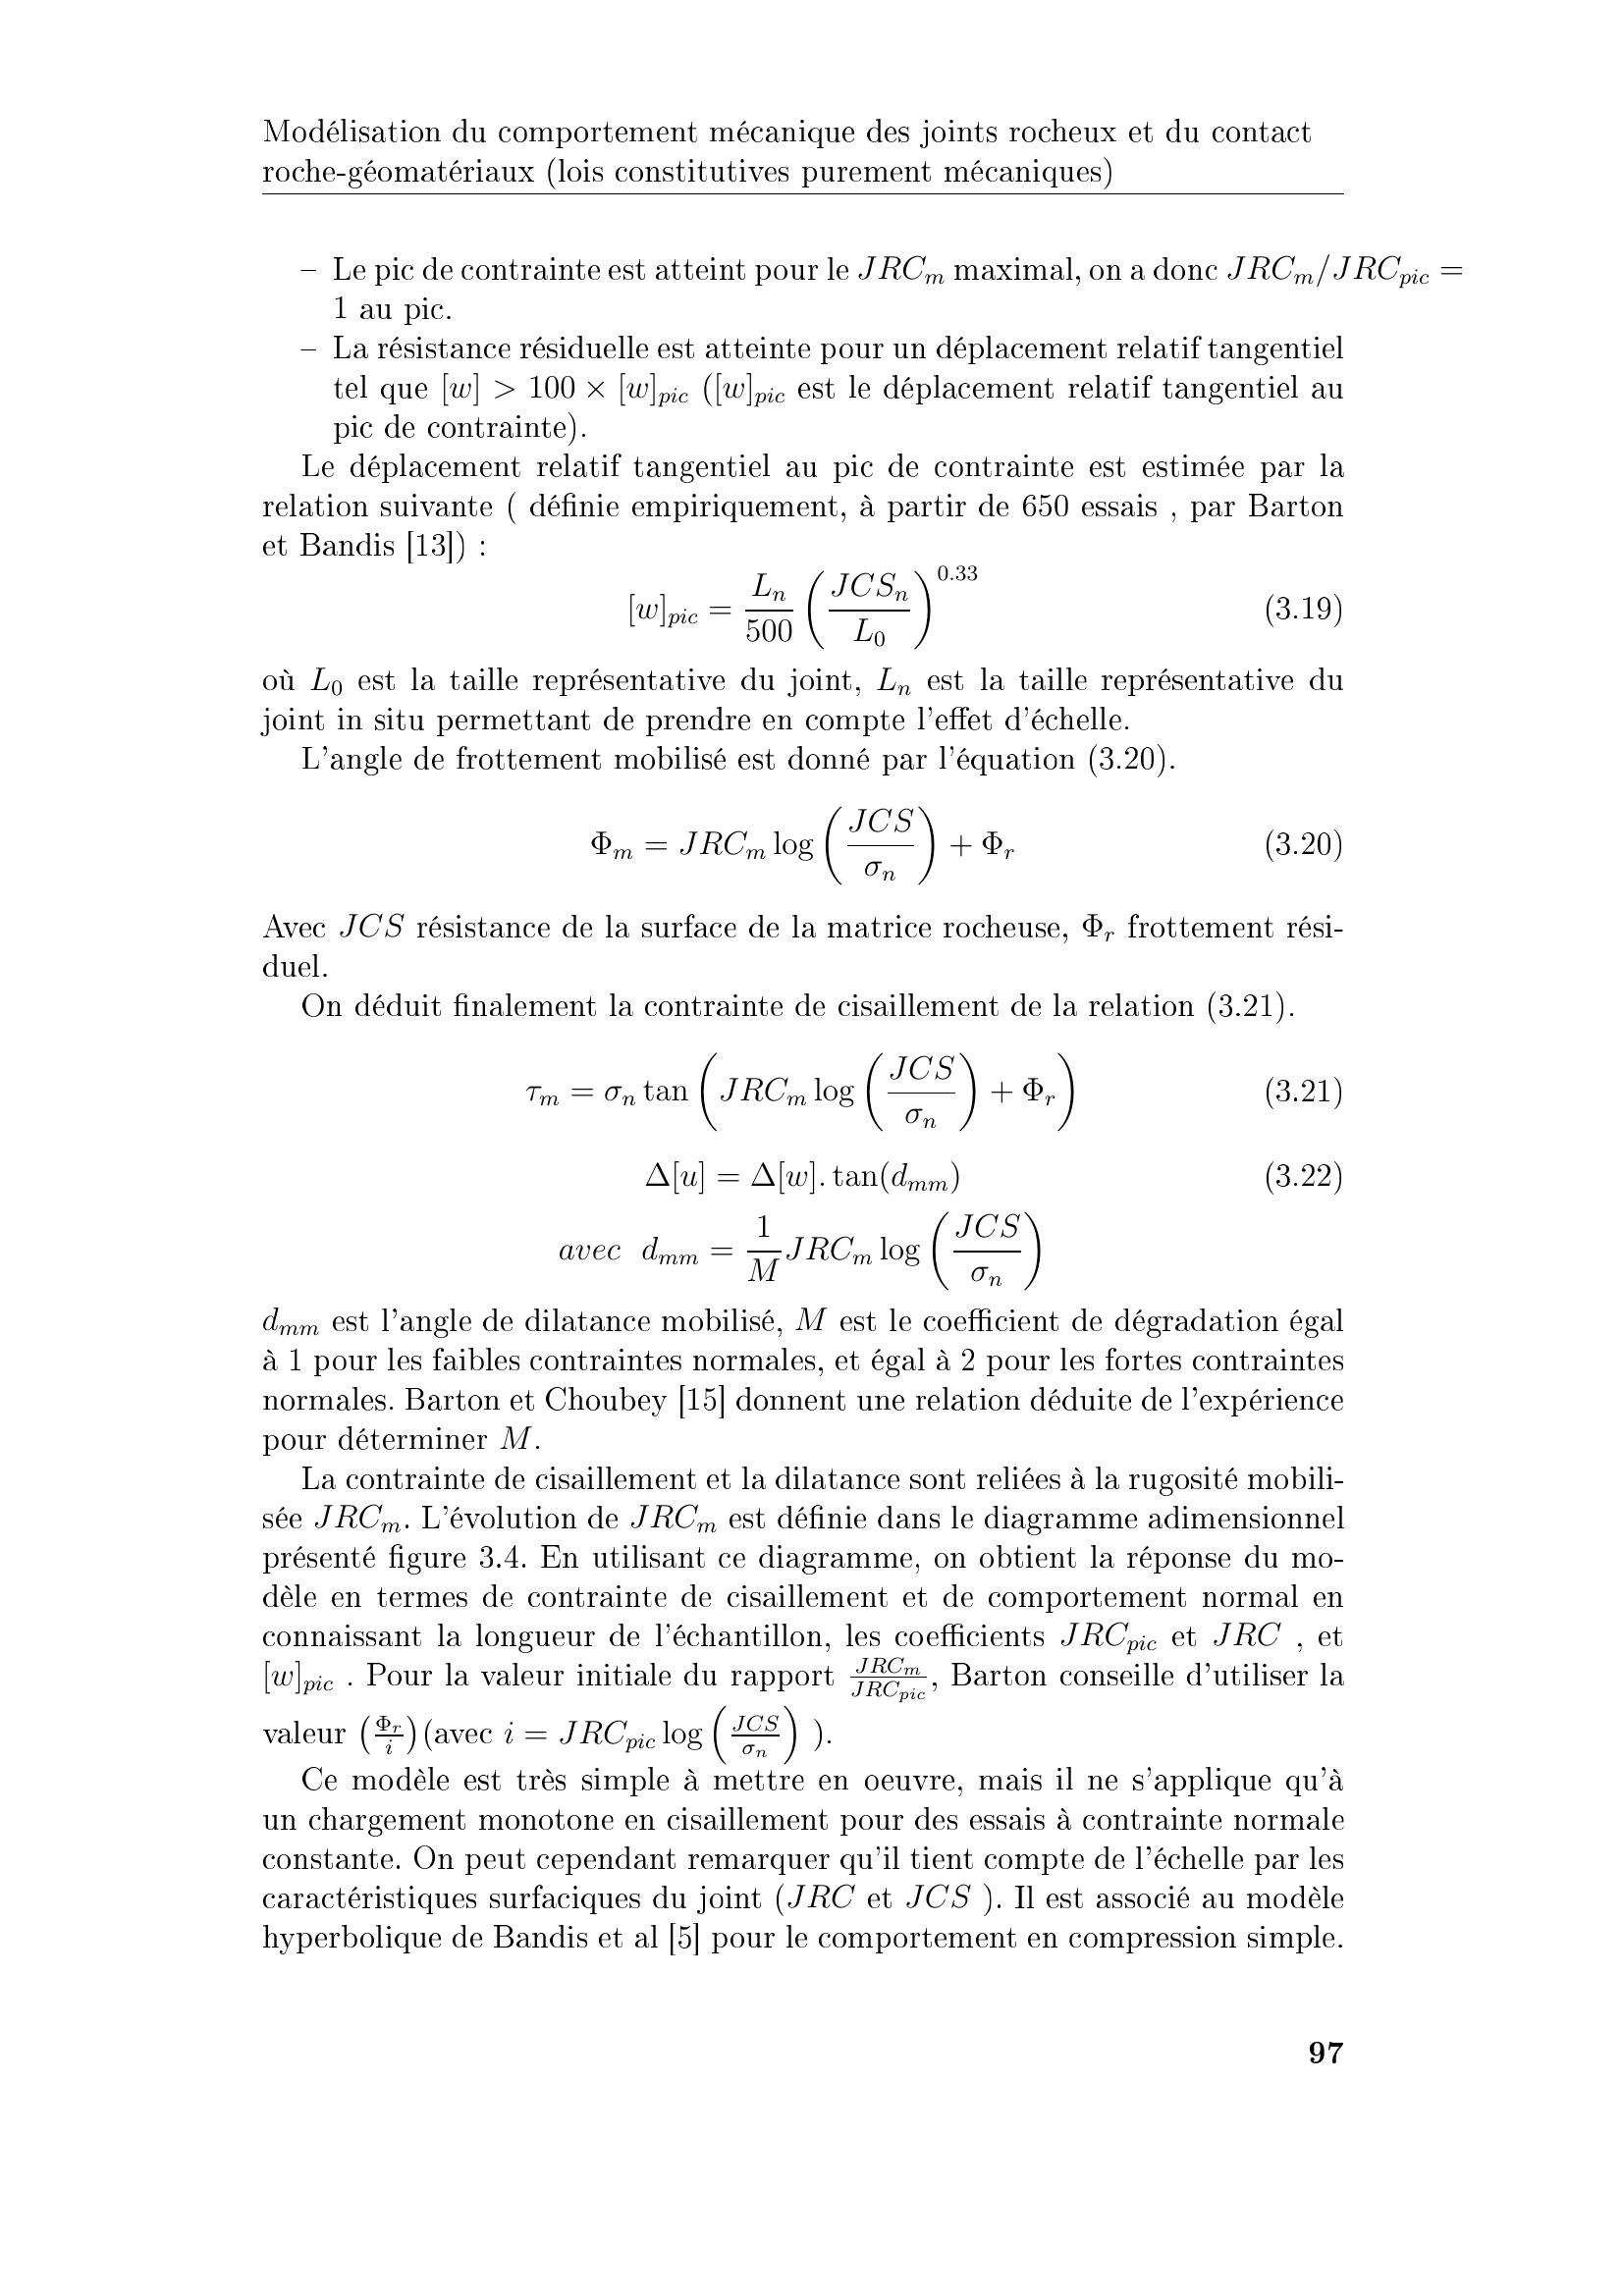 Modélisation du comportement mécanique des joints rocheux et du contact
roche-géomatériaux (lois constitutives purement mécaniques)
– Le pic de contrainte est atteint pour le $JRC_m$ maximal, on a donc $JRC_m/JRC_{pic} =$
1 au pic.
– La résistance résiduelle est atteinte pour un déplacement relatif tangentiel
tel que $[w] > 100 \times [w]_{pic}$ ($[w]_{pic}$ est le déplacement relatif tangentiel au
pic de contrainte).
Le déplacement relatif tangentiel au pic de contrainte est estimée par la
relation suivante ( définie empiriquement, à partir de 650 essais , par Barton
et Bandis [13]) :
$[w]_{pic} = \frac{L_n}{500} \left( \frac{JCS_n}{L_0} \right)^{0.33}$ (3.19)
où $L_0$ est la taille représentative du joint, $L_n$ est la taille représentative du
joint in situ permettant de prendre en compte l'effet d'échelle.
L'angle de frottement mobilisé est donné par l'équation (3.20).
$\Phi_m = JRC_m \log \left( \frac{JCS}{\sigma_n} \right) + \Phi_r$ (3.20)
Avec $JCS$ résistance de la surface de la matrice rocheuse, $\Phi_r$ frottement rési-
duel.
On déduit finalement la contrainte de cisaillement de la relation (3.21).
$\tau_m = \sigma_n \tan \left( JRC_m \log \left( \frac{JCS}{\sigma_n} \right) + \Phi_r \right)$ (3.21)
$\Delta[u] = \Delta[w]. \tan(d_{mm})$ (3.22)
$avec \;\; d_{mm} = \frac{1}{M} JRC_m \log \left( \frac{JCS}{\sigma_n} \right)$
$d_{mm}$ est l'angle de dilatance mobilisé, $M$ est le coefficient de dégradation égal
à 1 pour les faibles contraintes normales, et égal à 2 pour les fortes contraintes
normales. Barton et Choubey [15] donnent une relation déduite de l'expérience
pour déterminer $M$.
La contrainte de cisaillement et la dilatance sont reliées à la rugosité mobili-
sée $JRC_m$. L'évolution de $JRC_m$ est définie dans le diagramme adimensionnel
présenté figure 3.4. En utilisant ce diagramme, on obtient la réponse du mo-
dèle en termes de contrainte de cisaillement et de comportement normal en
connaissant la longueur de l'échantillon, les coefficients $JRC_{pic}$ et $JRC$ , et
$[w]_{pic}$ . Pour la valeur initiale du rapport $\frac{JRC_m}{JRC_{pic}}$, Barton conseille d'utiliser la
valeur $\left( \frac{\Phi_r}{i} \right)$(avec $i = JRC_{pic} \log \left( \frac{JCS}{\sigma_n} \right)$ ).
Ce modèle est très simple à mettre en oeuvre, mais il ne s'applique qu'à
un chargement monotone en cisaillement pour des essais à contrainte normale
constante. On peut cependant remarquer qu'il tient compte de l'échelle par les
caractéristiques surfaciques du joint ($JRC$ et $JCS$ ). Il est associé au modèle
hyperbolique de Bandis et al [5] pour le comportement en compression simple.
97